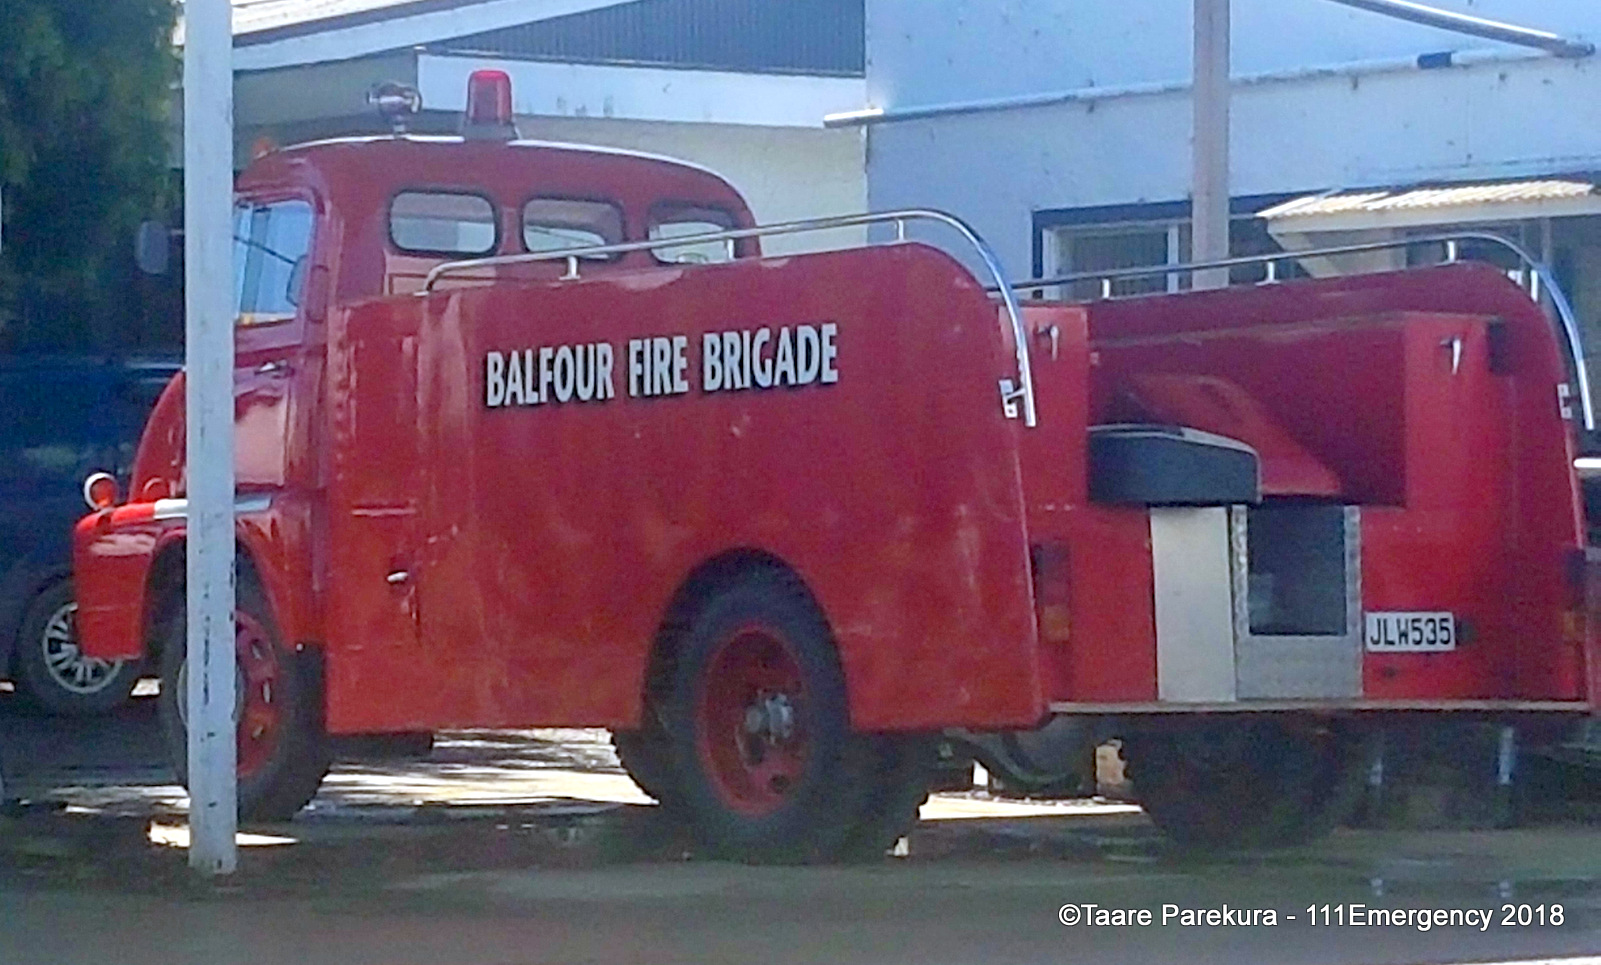 BALFOUR FIRE BRIGADE
JLW535
©Taare Parekura - 111Emergency 2018